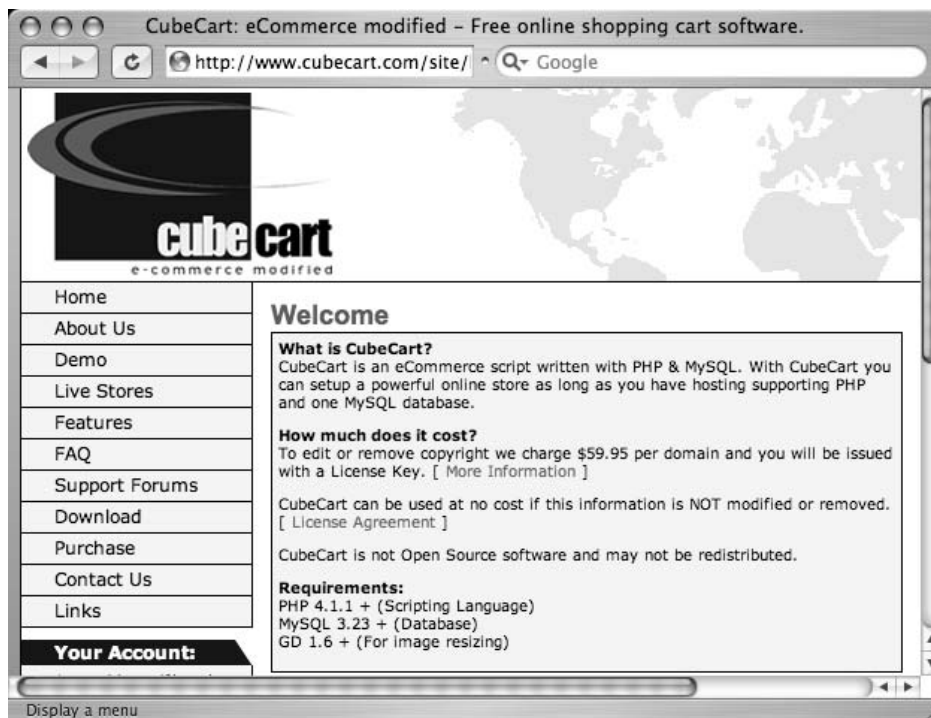 CubeCart: eCommerce modified – Free online shopping cart software.
http://www.cubecart.com/site/
Google
cube cart
e-commerce modified
Home
About Us
Demo
Live Stores
Features
FAQ
Support Forums
Download
Purchase
Contact Us
Links
Your Account:
Welcome
What is CubeCart?
CubeCart is an eCommerce script written with PHP & MySQL. With CubeCart you
can setup a powerful online store as long as you have hosting supporting PHP
and one MySQL database.
How much does it cost?
To edit or remove copyright we charge $59.95 per domain and you will be issued
with a License Key. [ More Information ]
CubeCart can be used at no cost if this information is NOT modified or removed.
[ License Agreement ]
CubeCart is not Open Source software and may not be redistributed.
Requirements:
PHP 4.1.1 + (Scripting Language)
MySQL 3.23 + (Database)
GD 1.6 + (For image resizing)
Display a menu